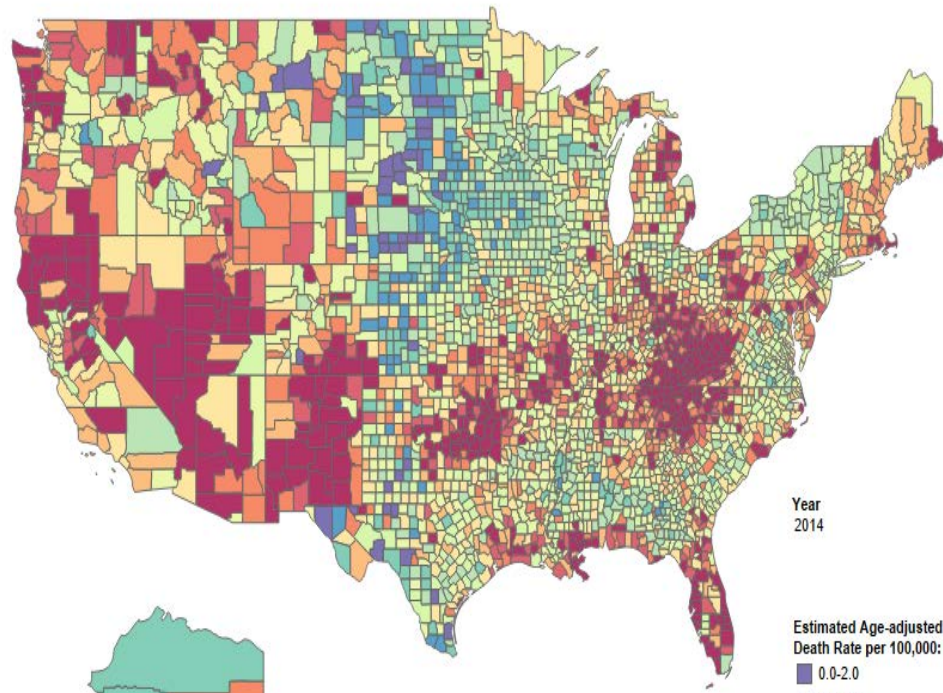 Year
2014
Estimated Age-adjusted
Death Rate per 100,000:
0.0-2.0